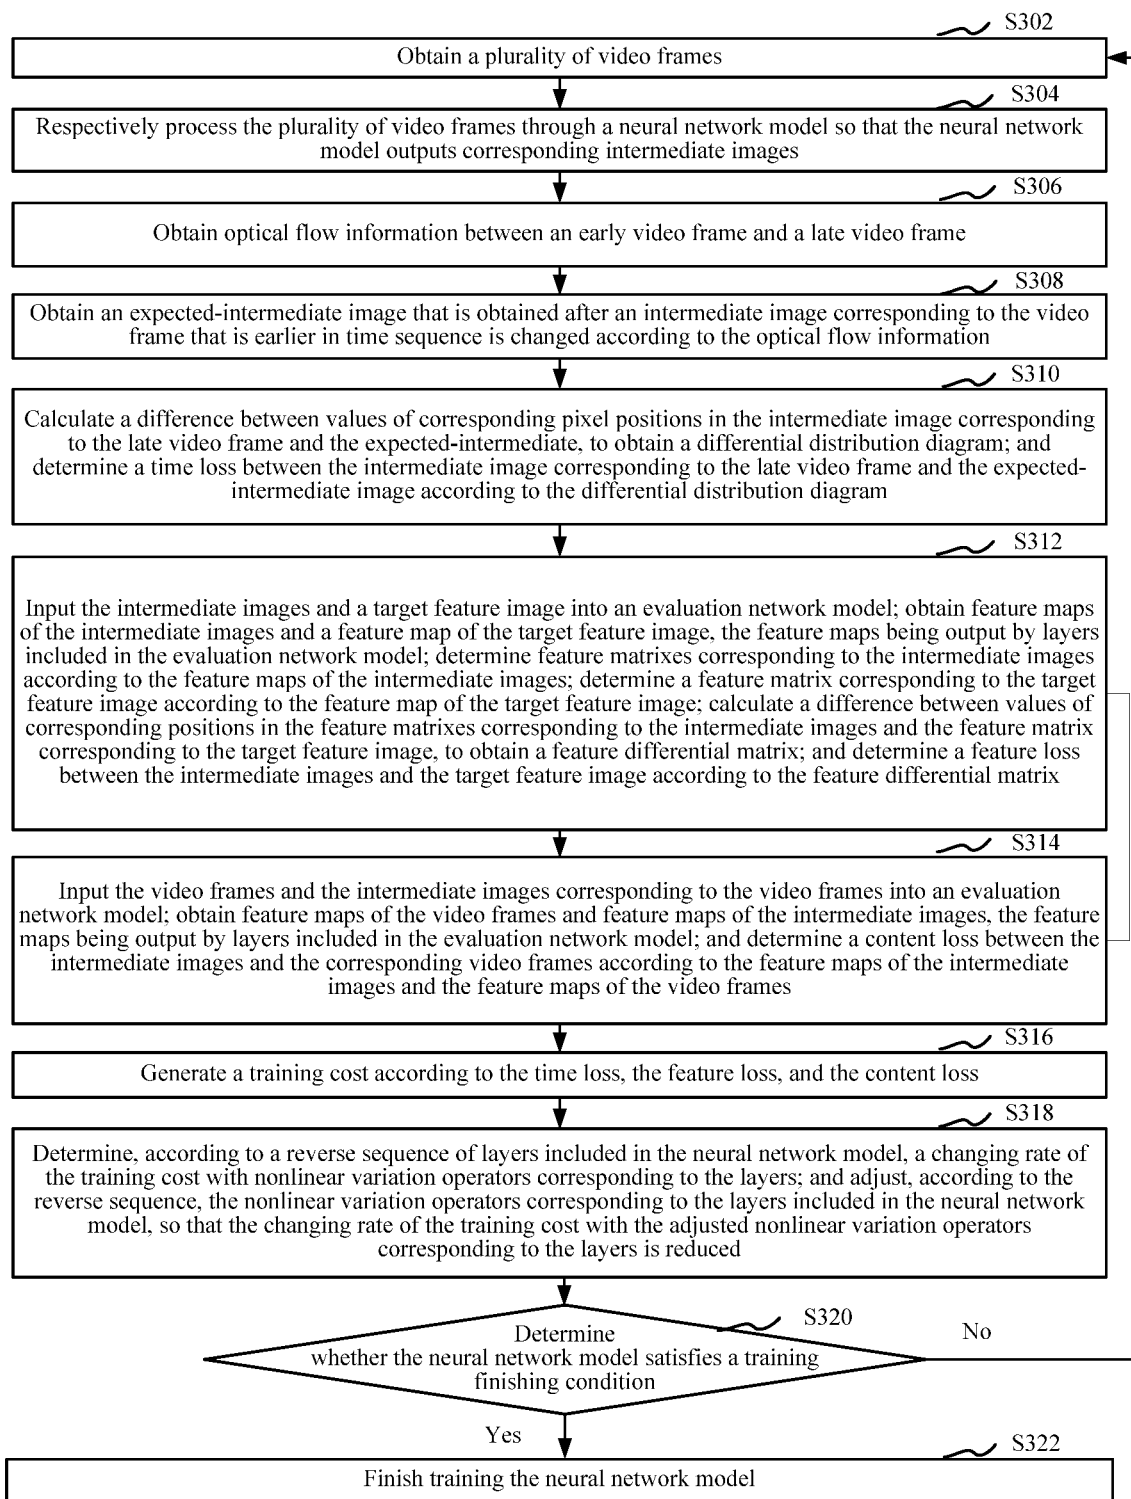 S302
Obtain a plurality of video frames
S304
Respectively process the plurality of video frames through a neural network model so that the neural network
model outputs corresponding intermediate images
S306
Obtain optical flow information between an early video frame and a late video frame
S308
Obtain an expected-intermediate image that is obtained after an intermediate image corresponding to the video
frame that is earlier in time sequence is changed according to the optical flow information
S310
Calculate a difference between values of corresponding pixel positions in the intermediate image corresponding
to the late video frame and the expected-intermediate, to obtain a differential distribution diagram; and
determine a time loss between the intermediate image corresponding to the late video frame and the expected-
intermediate image according to the differential distribution diagram
S312
Input the intermediate images and a target feature image into an evaluation network model; obtain feature maps
of the intermediate images and a feature map of the target feature image, the feature maps being output by layers
included in the evaluation network model; determine feature matrixes corresponding to the intermediate images
according to the feature maps of the intermediate images; determine a feature matrix corresponding to the target
feature image according to the feature map of the target feature image; calculate a difference between values of
corresponding positions in the feature matrixes corresponding to the intermediate images and the feature matrix
corresponding to the target feature image, to obtain a feature differential matrix; and determine a feature loss
between the intermediate images and the target feature image according to the feature differential matrix
S314
Input the video frames and the intermediate images corresponding to the video frames into an evaluation
network model; obtain feature maps of the video frames and feature maps of the intermediate images, the feature
maps being output by layers included in the evaluation network model; and determine a content loss between the
intermediate images and the corresponding video frames according to the feature maps of the intermediate
images and the feature maps of the video frames
S316
Generate a training cost according to the time loss, the feature loss, and the content loss
S318
Determine, according to a reverse sequence of layers included in the neural network model, a changing rate of
the training cost with nonlinear variation operators corresponding to the layers; and adjust, according to the
reverse sequence, the nonlinear variation operators corresponding to the layers included in the neural network
model, so that the changing rate of the training cost with the adjusted nonlinear variation operators
corresponding to the layers is reduced
S320
Determine
whether the neural network model satisfies a training
finishing condition
No
Yes
S322
Finish training the neural network model